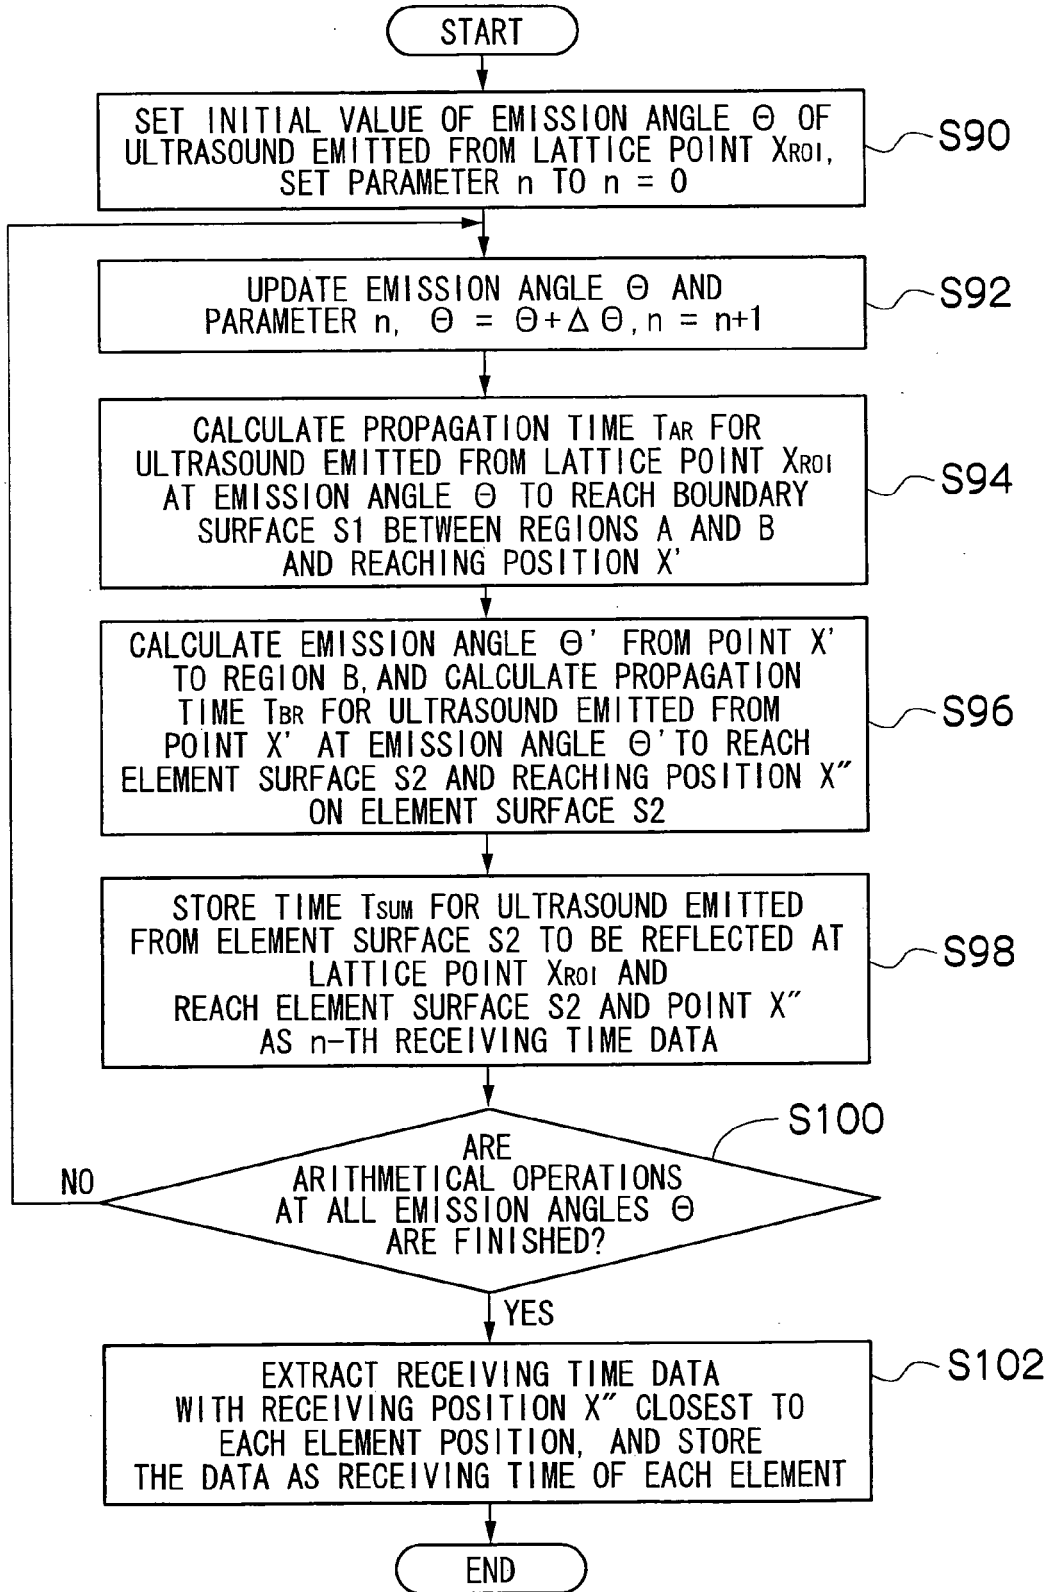 START
SET INITIAL VALUE OF EMISSION ANGLE Θ OF
ULTRASOUND EMITTED FROM LATTICE POINT XROI,
SET PARAMETER n TO n = 0
S90
UPDATE EMISSION ANGLE Θ AND
PARAMETER n, Θ = Θ+ΔΘ, n = n+1
S92
CALCULATE PROPAGATION TIME TAR FOR
ULTRASOUND EMITTED FROM LATTICE POINT XROI
AT EMISSION ANGLE Θ TO REACH BOUNDARY
SURFACE S1 BETWEEN REGIONS A AND B
AND REACHING POSITION X'
S94
CALCULATE EMISSION ANGLE Θ' FROM POINT X'
TO REGION B, AND CALCULATE PROPAGATION
TIME TBR FOR ULTRASOUND EMITTED FROM
POINT X' AT EMISSION ANGLE Θ' TO REACH
ELEMENT SURFACE S2 AND REACHING POSITION X″
ON ELEMENT SURFACE S2
S96
STORE TIME TSUM FOR ULTRASOUND EMITTED
FROM ELEMENT SURFACE S2 TO BE REFLECTED AT
LATTICE POINT XROI AND
REACH ELEMENT SURFACE S2 AND POINT X″
AS n-TH RECEIVING TIME DATA
S98
ARE
ARITHMETICAL OPERATIONS
AT ALL EMISSION ANGLES Θ
ARE FINISHED?
S100
NO
YES
EXTRACT RECEIVING TIME DATA
WITH RECEIVING POSITION X″ CLOSEST TO
EACH ELEMENT POSITION, AND STORE
THE DATA AS RECEIVING TIME OF EACH ELEMENT
S102
END